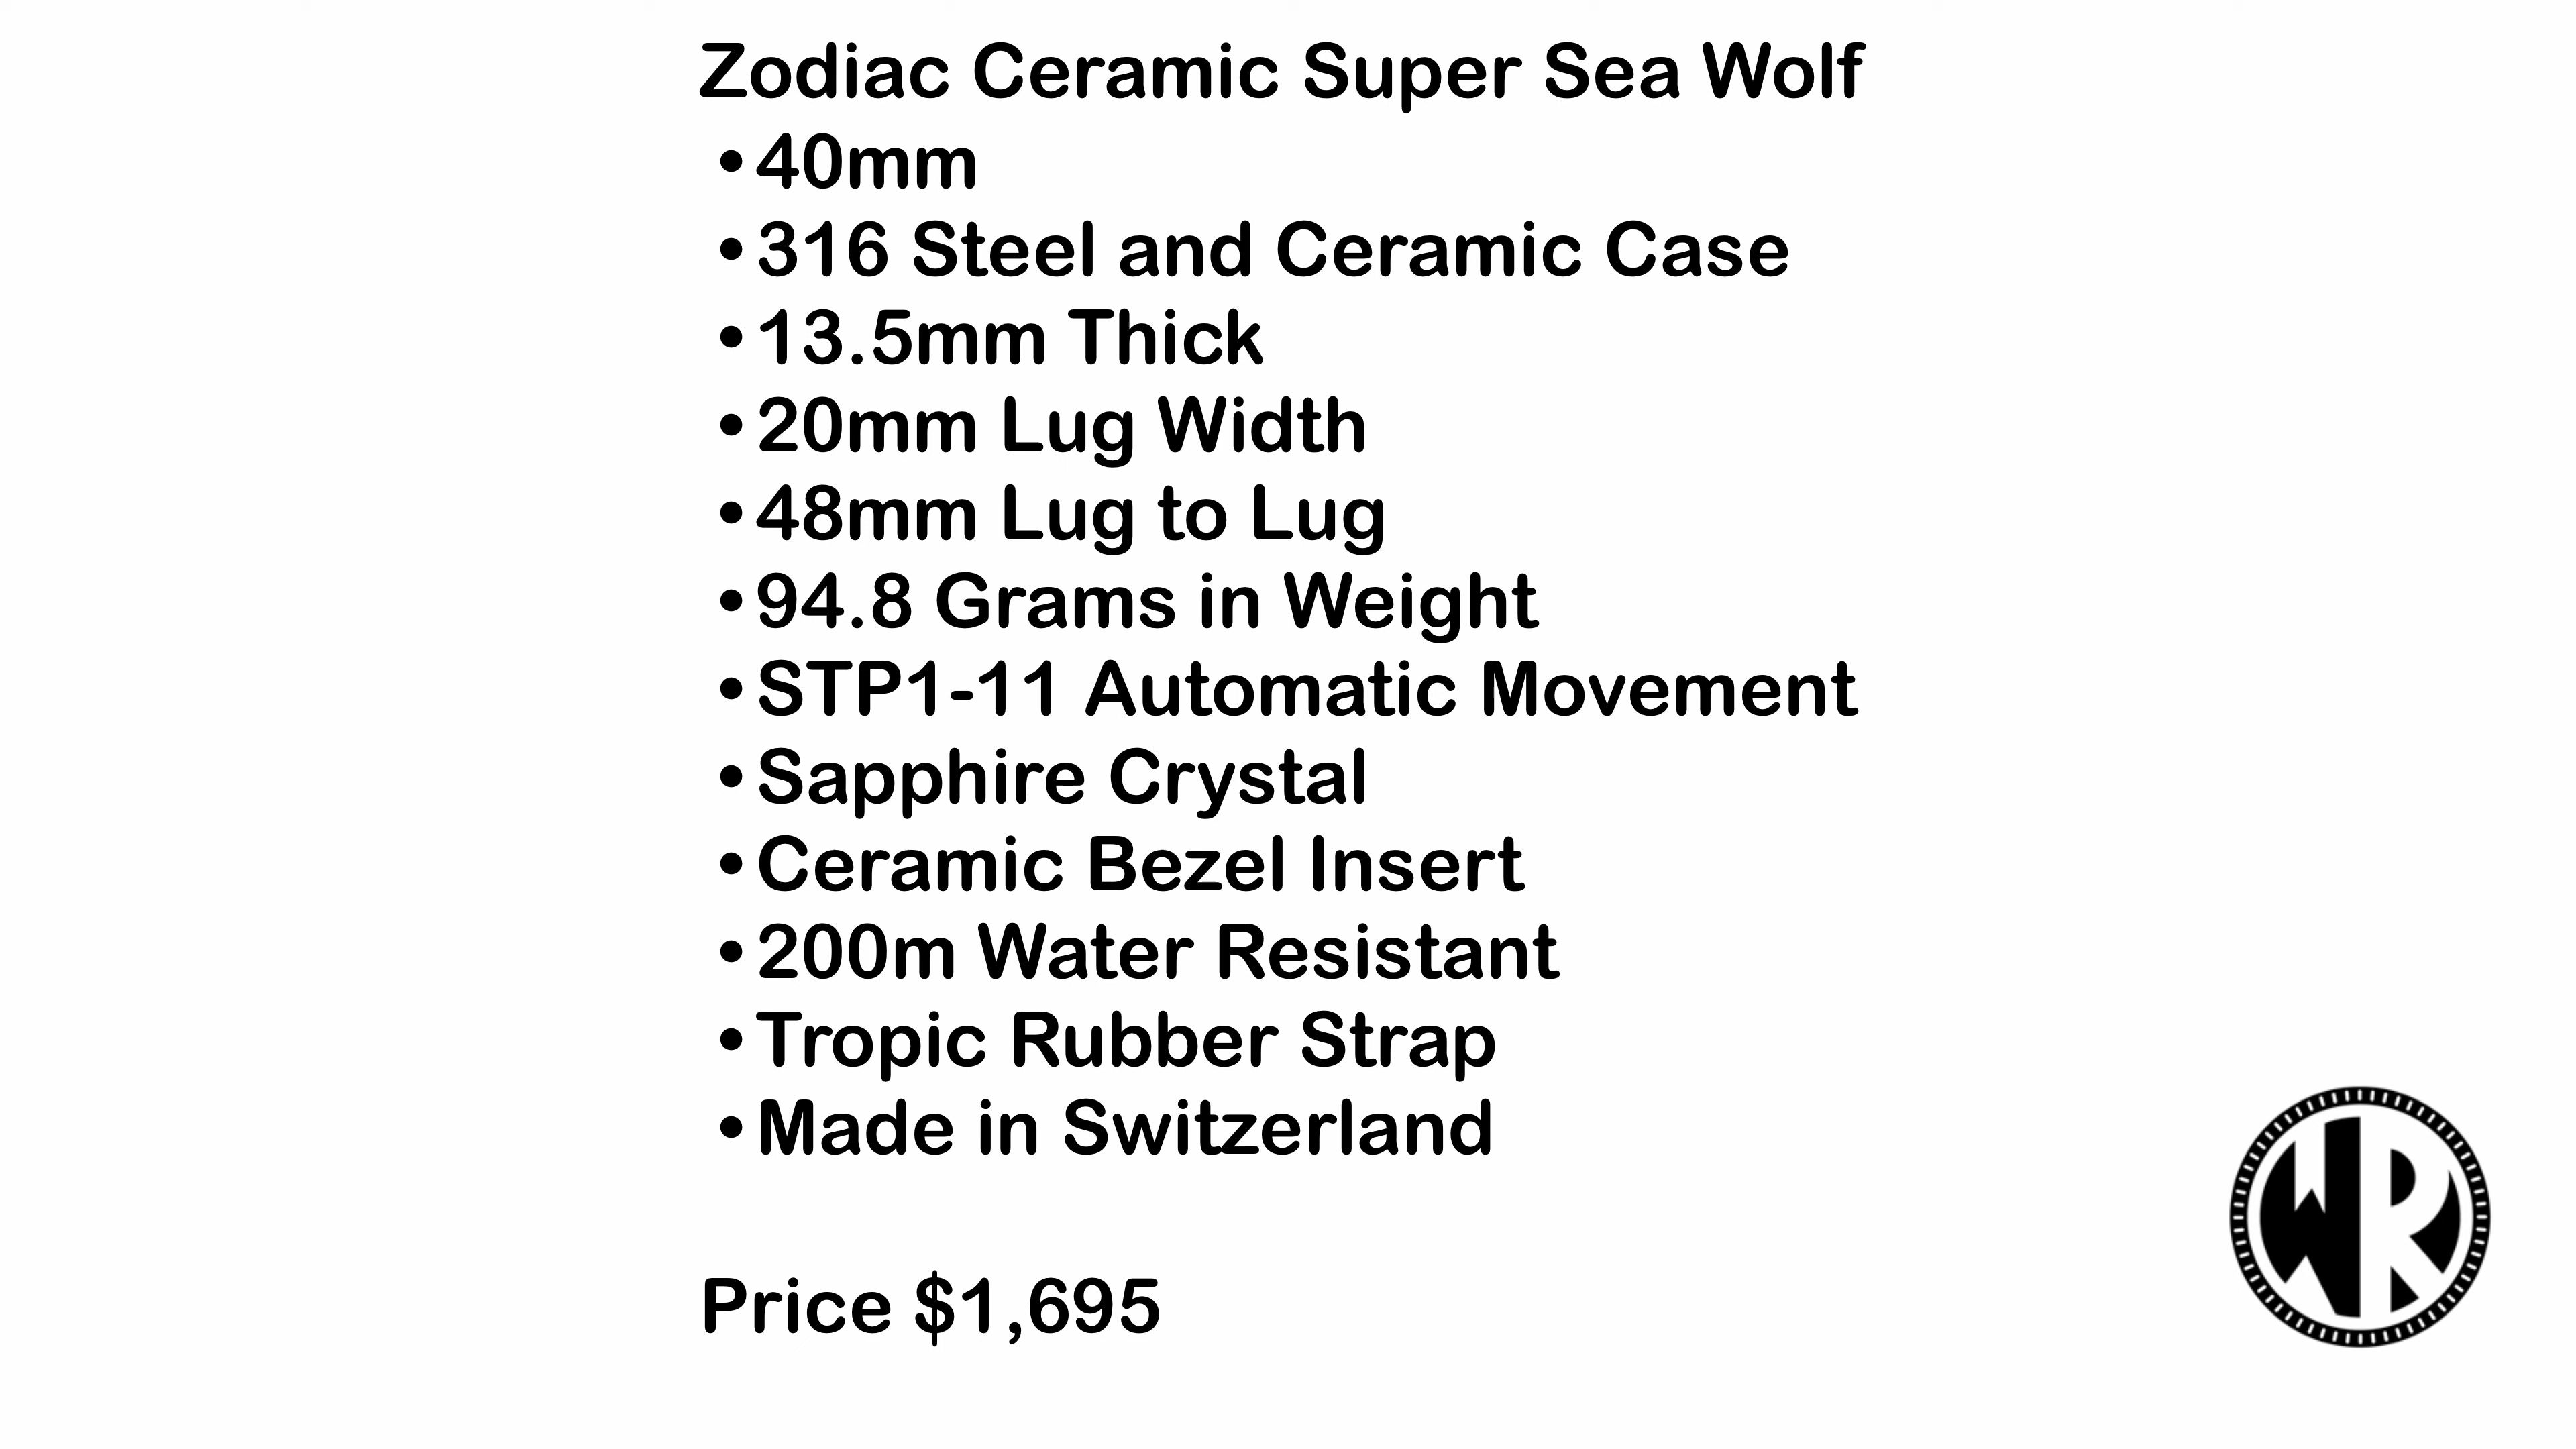 Zodiac Ceramic Super Sea Wolf
•40mm
•316 Steel and Ceramic Case
•13.5mm Thick
•20mm Lug Width
•48mm Lug to Lug
•94.8 Grams in Weight
•STP1-11 Automatic Movement
•Sapphire Crystal
•Ceramic Bezel Insert
•200m Water Resistant
•Tropic Rubber Strap
•Made in Switzerland
Price $1,695
WR